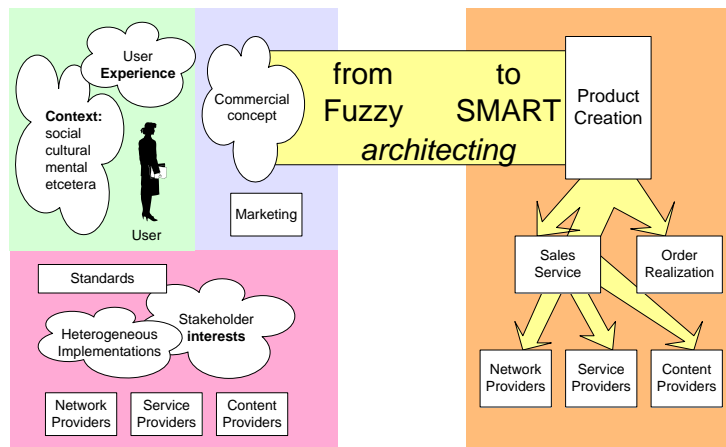 User
Experience
Context:
social
cultural
mental
etcetera
User
Commercial
concept
Marketing
from to
Fuzzy SMART
architecting
Product
Creation
Sales
Service
Order
Realization
Standards
Stakeholder
interests
Heterogeneous
Implementations
Network
Providers
Service
Providers
Content
Providers
Network
Providers
Service
Providers
Content
Providers